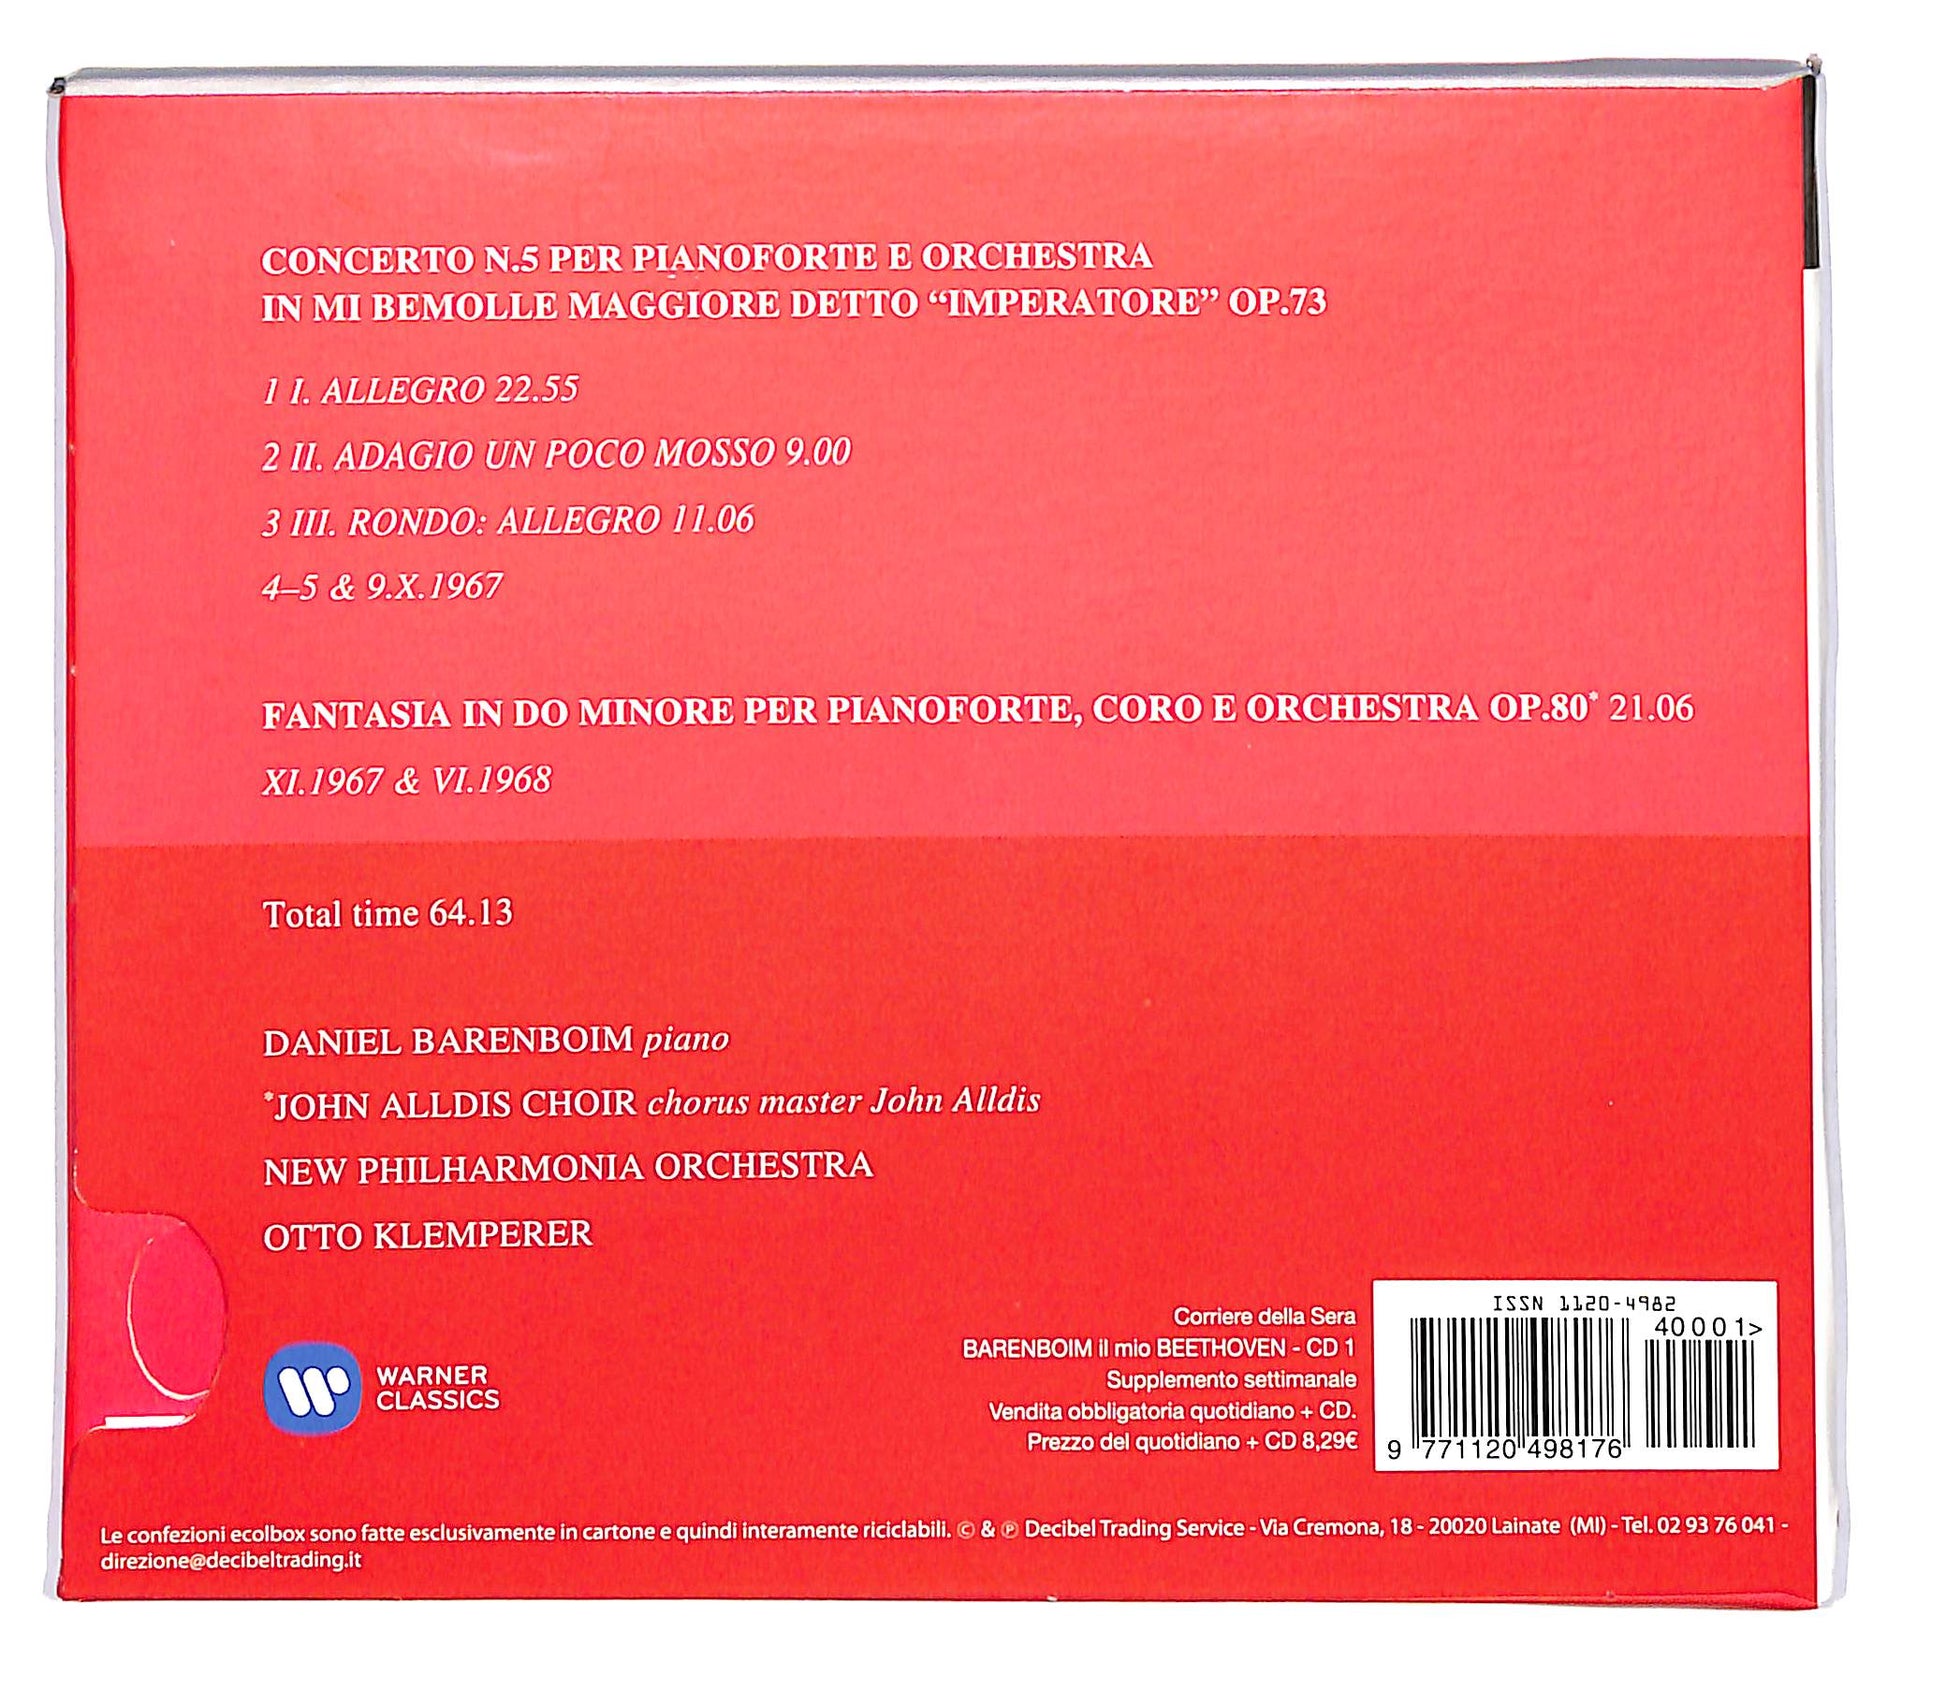 CONCERTO N.5 PER PIANOFORTE E ORCHESTRA
IN MI BEMOLLE MAGGIORE DETTO “IMPERATORE” OP.73
1 I. ALLEGRO 22.55
2 II. ADAGIO UN POCO MOSSO 9.00
3 III. RONDO: ALLEGRO 11.06
4–5 & 9.X.1967
FANTASIA IN DO MINORE PER PIANOFORTE, CORO E ORCHESTRA OP.80* 21.06
XI.1967 & VI.1968
Total time 64.13
DANIEL BARENBOIM piano
*JOHN ALLDIS CHOIR chorus master John Alldis
NEW PHILHARMONIA ORCHESTRA
OTTO KLEMPERER
WARNER
CLASSICS
Corriere della Sera
BARENBOIM il mio BEETHOVEN - CD 1
Supplemento settimanale
Vendita obbligatoria quotidiano + CD.
Prezzo del quotidiano + CD 8,29€
ISSN 1120-4982
40001>
9 771120 498176
Le confezioni ecolbox sono fatte esclusivamente in cartone e quindi interamente riciclabili. © & ℗ Decibel Trading Service - Via Cremona, 18 - 20020 Lainate (MI) - Tel. 02 93 76 041 -
direzione@decibeltrading.it